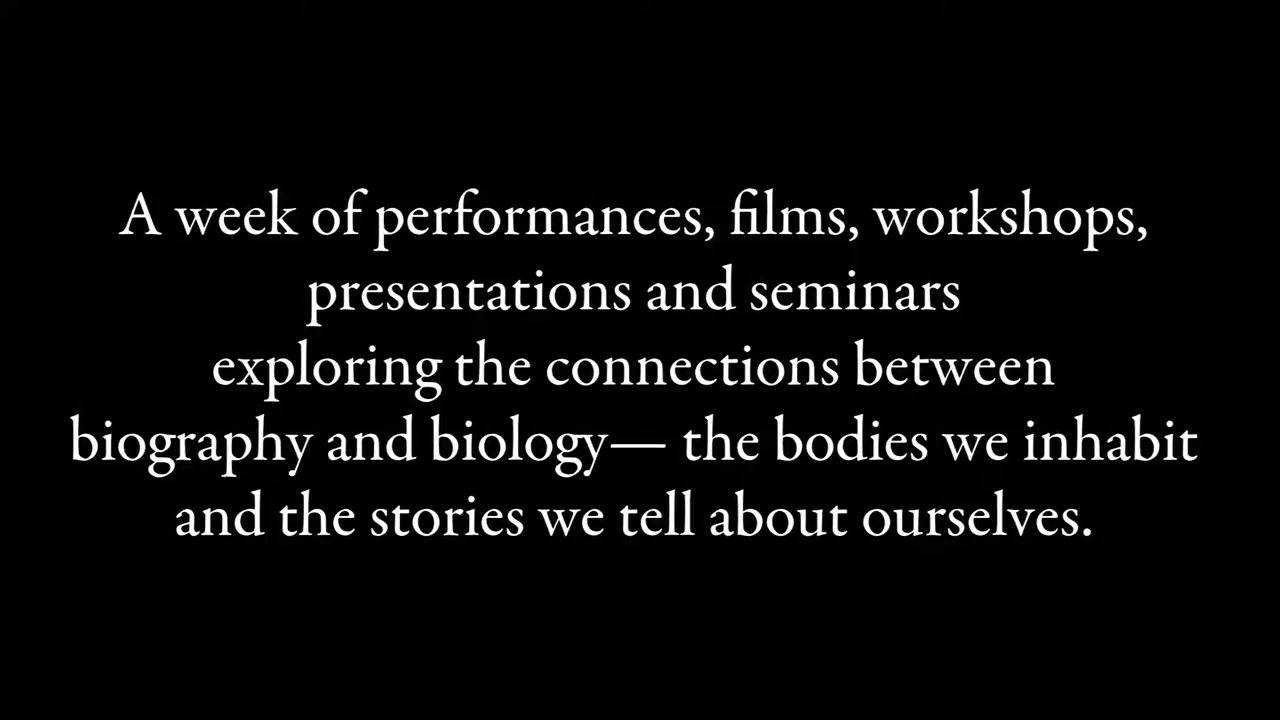 A week of performances, films, workshops,
presentations and seminars
exploring the connections between
biography and biology— the bodies we inhabit
and the stories we tell about ourselves.